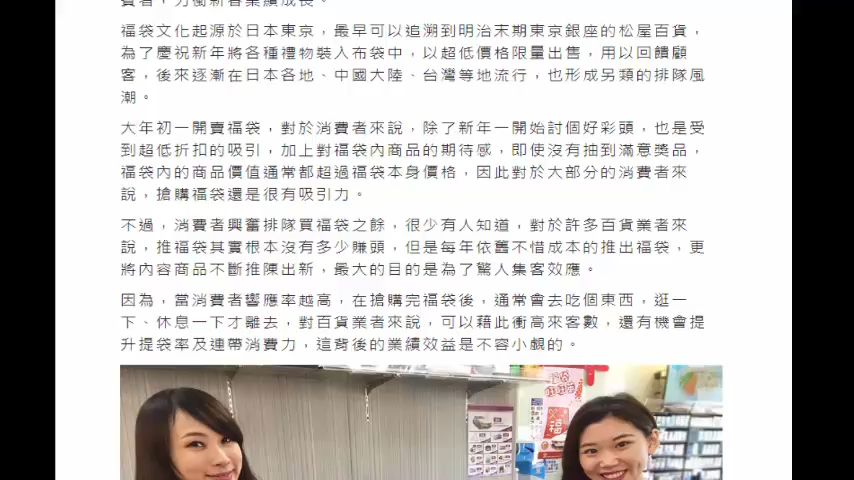 費者，力衝新春業績成長。
福袋文化起源於日本東京，最早可以追溯到明治末期東京銀座的松屋百貨，
為了慶祝新年將各種禮物裝入布袋中，以超低價格限量出售，用以回饋顧
客，後來逐漸在日本各地、中國大陸、台灣等地流行，也形成另類的排隊風
潮。
大年初一開賣福袋，對於消費者來說，除了新年一開始討個好彩頭，也是受
到超低折扣的吸引，加上對福袋內商品的期待感，即使沒有抽到滿意獎品，
福袋內的商品價值通常都超過福袋本身價格，因此對於大部分的消費者來
說，搶購福袋還是很有吸引力。
不過，消費者興奮排隊買福袋之餘，很少有人知道，對於許多百貨業者來
說，推福袋其實根本沒有多少賺頭，但是每年依舊不惜成本的推出福袋，更
將內容商品不斷推陳出新，最大的目的是為了驚人集客效應。
因為，當消費者響應率越高，在搶購完福袋後，通常會去吃個東西，逛一
下、休息一下才離去，對百貨業者來說，可以藉此衝高來客數，還有機會提
升提袋率及連帶消費力，這背後的業績效益是不容小覷的。
福